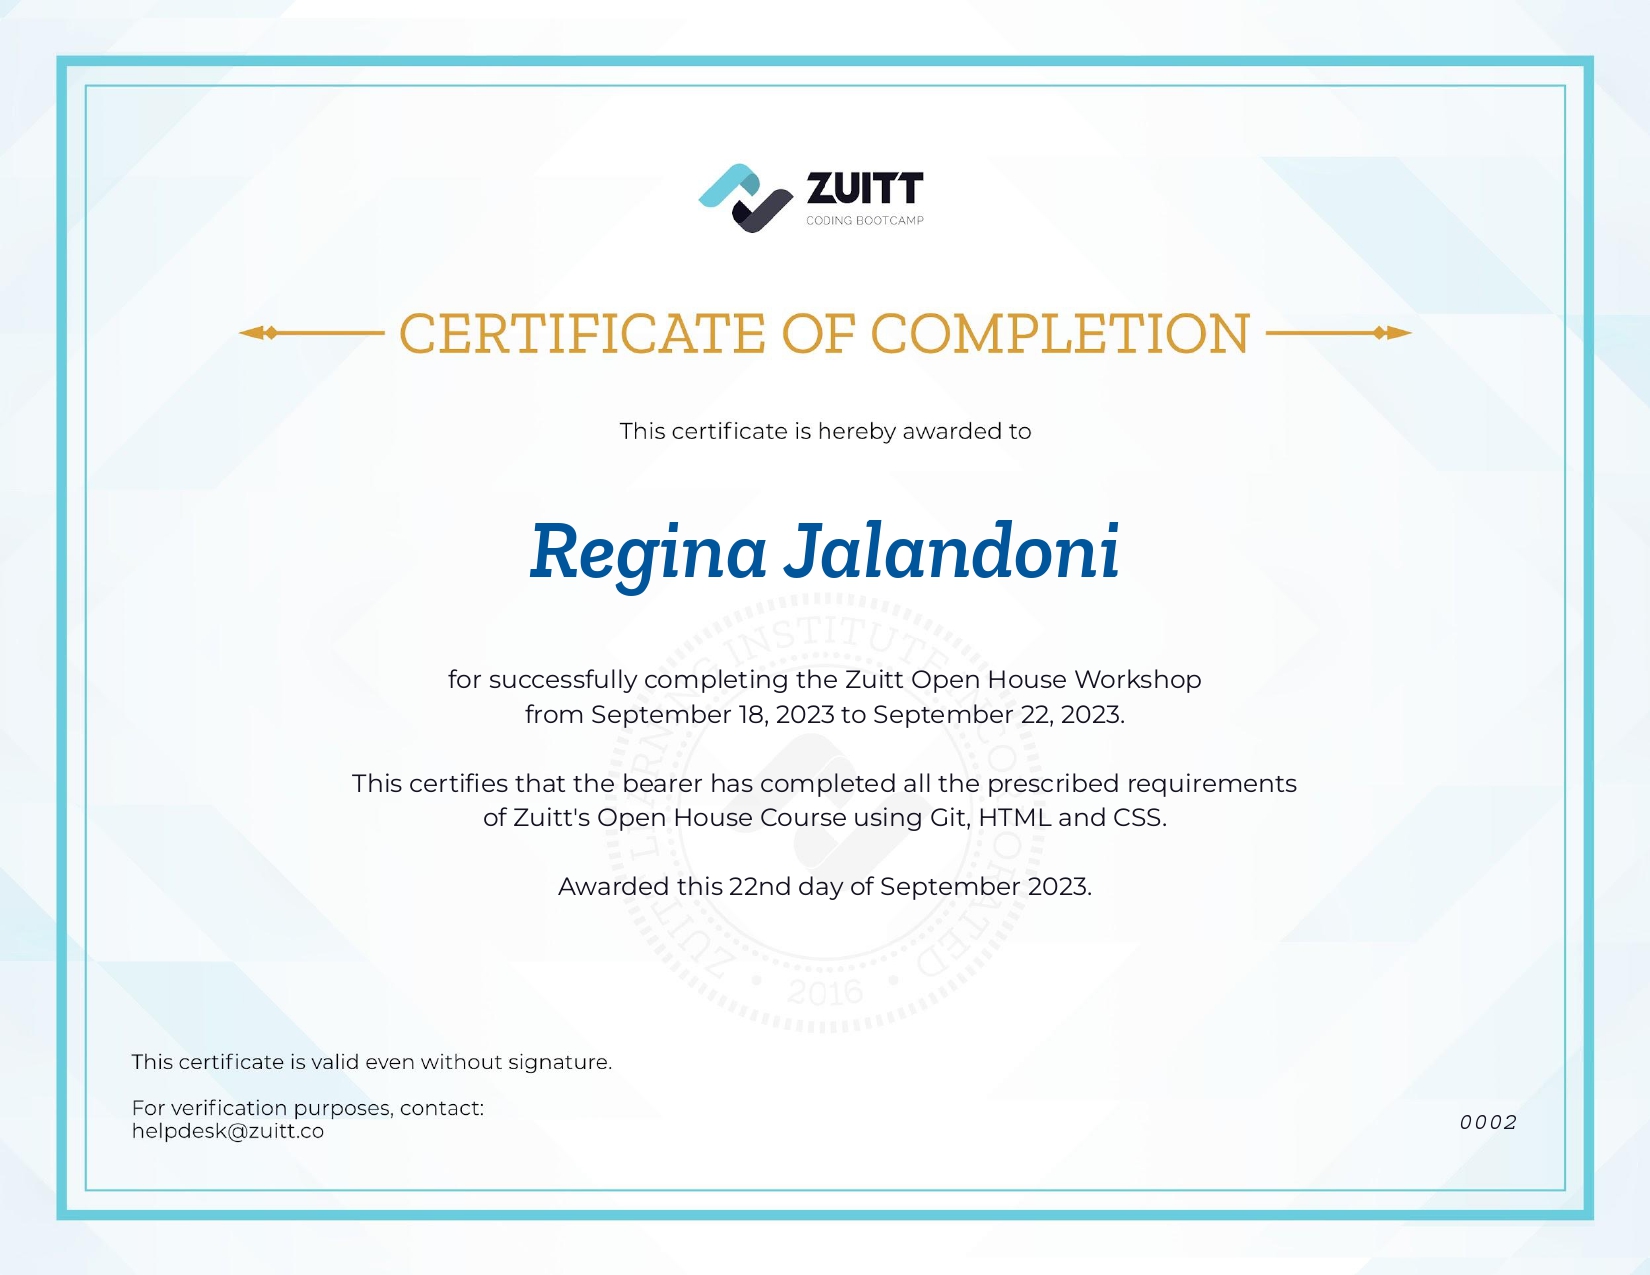 ZUITT
CODING BOOTCAMP
CERTIFICATE OF COMPLETION
This certificate is hereby awarded to
Regina Jalandoni
for successfully completing the Zuitt Open House Workshop
from September 18, 2023 to September 22, 2023.
This certifies that the bearer has completed all the prescribed requirements
of Zuitt's Open House Course using Git, HTML and CSS.
Awarded this 22nd day of September 2023.
ZUITT LEARNING INSTITUTE INCORPORATED
• 2016 •
This certificate is valid even without signature.
For verification purposes, contact:
helpdesk@zuitt.co
0002